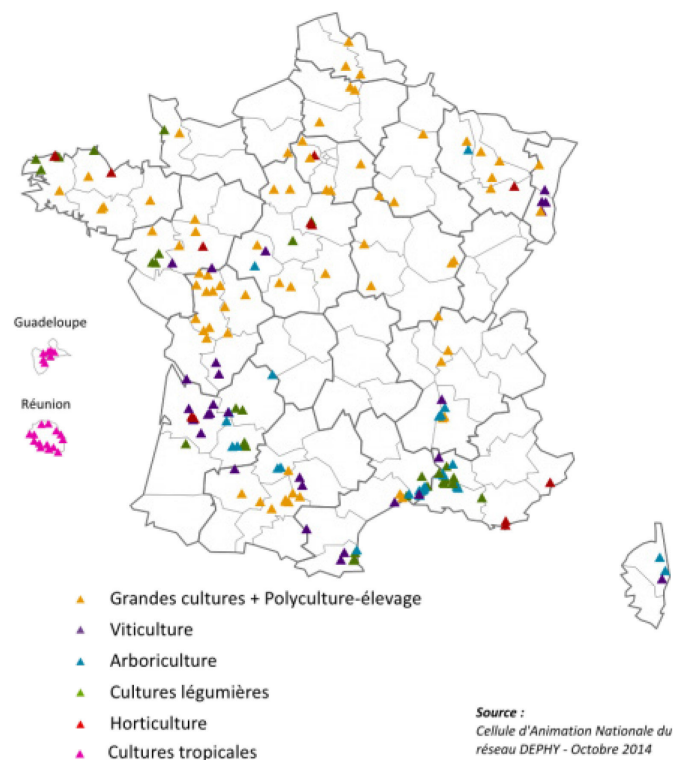 Guadeloupe
Réunion
Grandes cultures + Polyculture-élevage
Viticulture
Arboriculture
Cultures légumières
Horticulture
Cultures tropicales
Source :
Cellule d'Animation Nationale du
réseau DEPHY - Octobre 2014